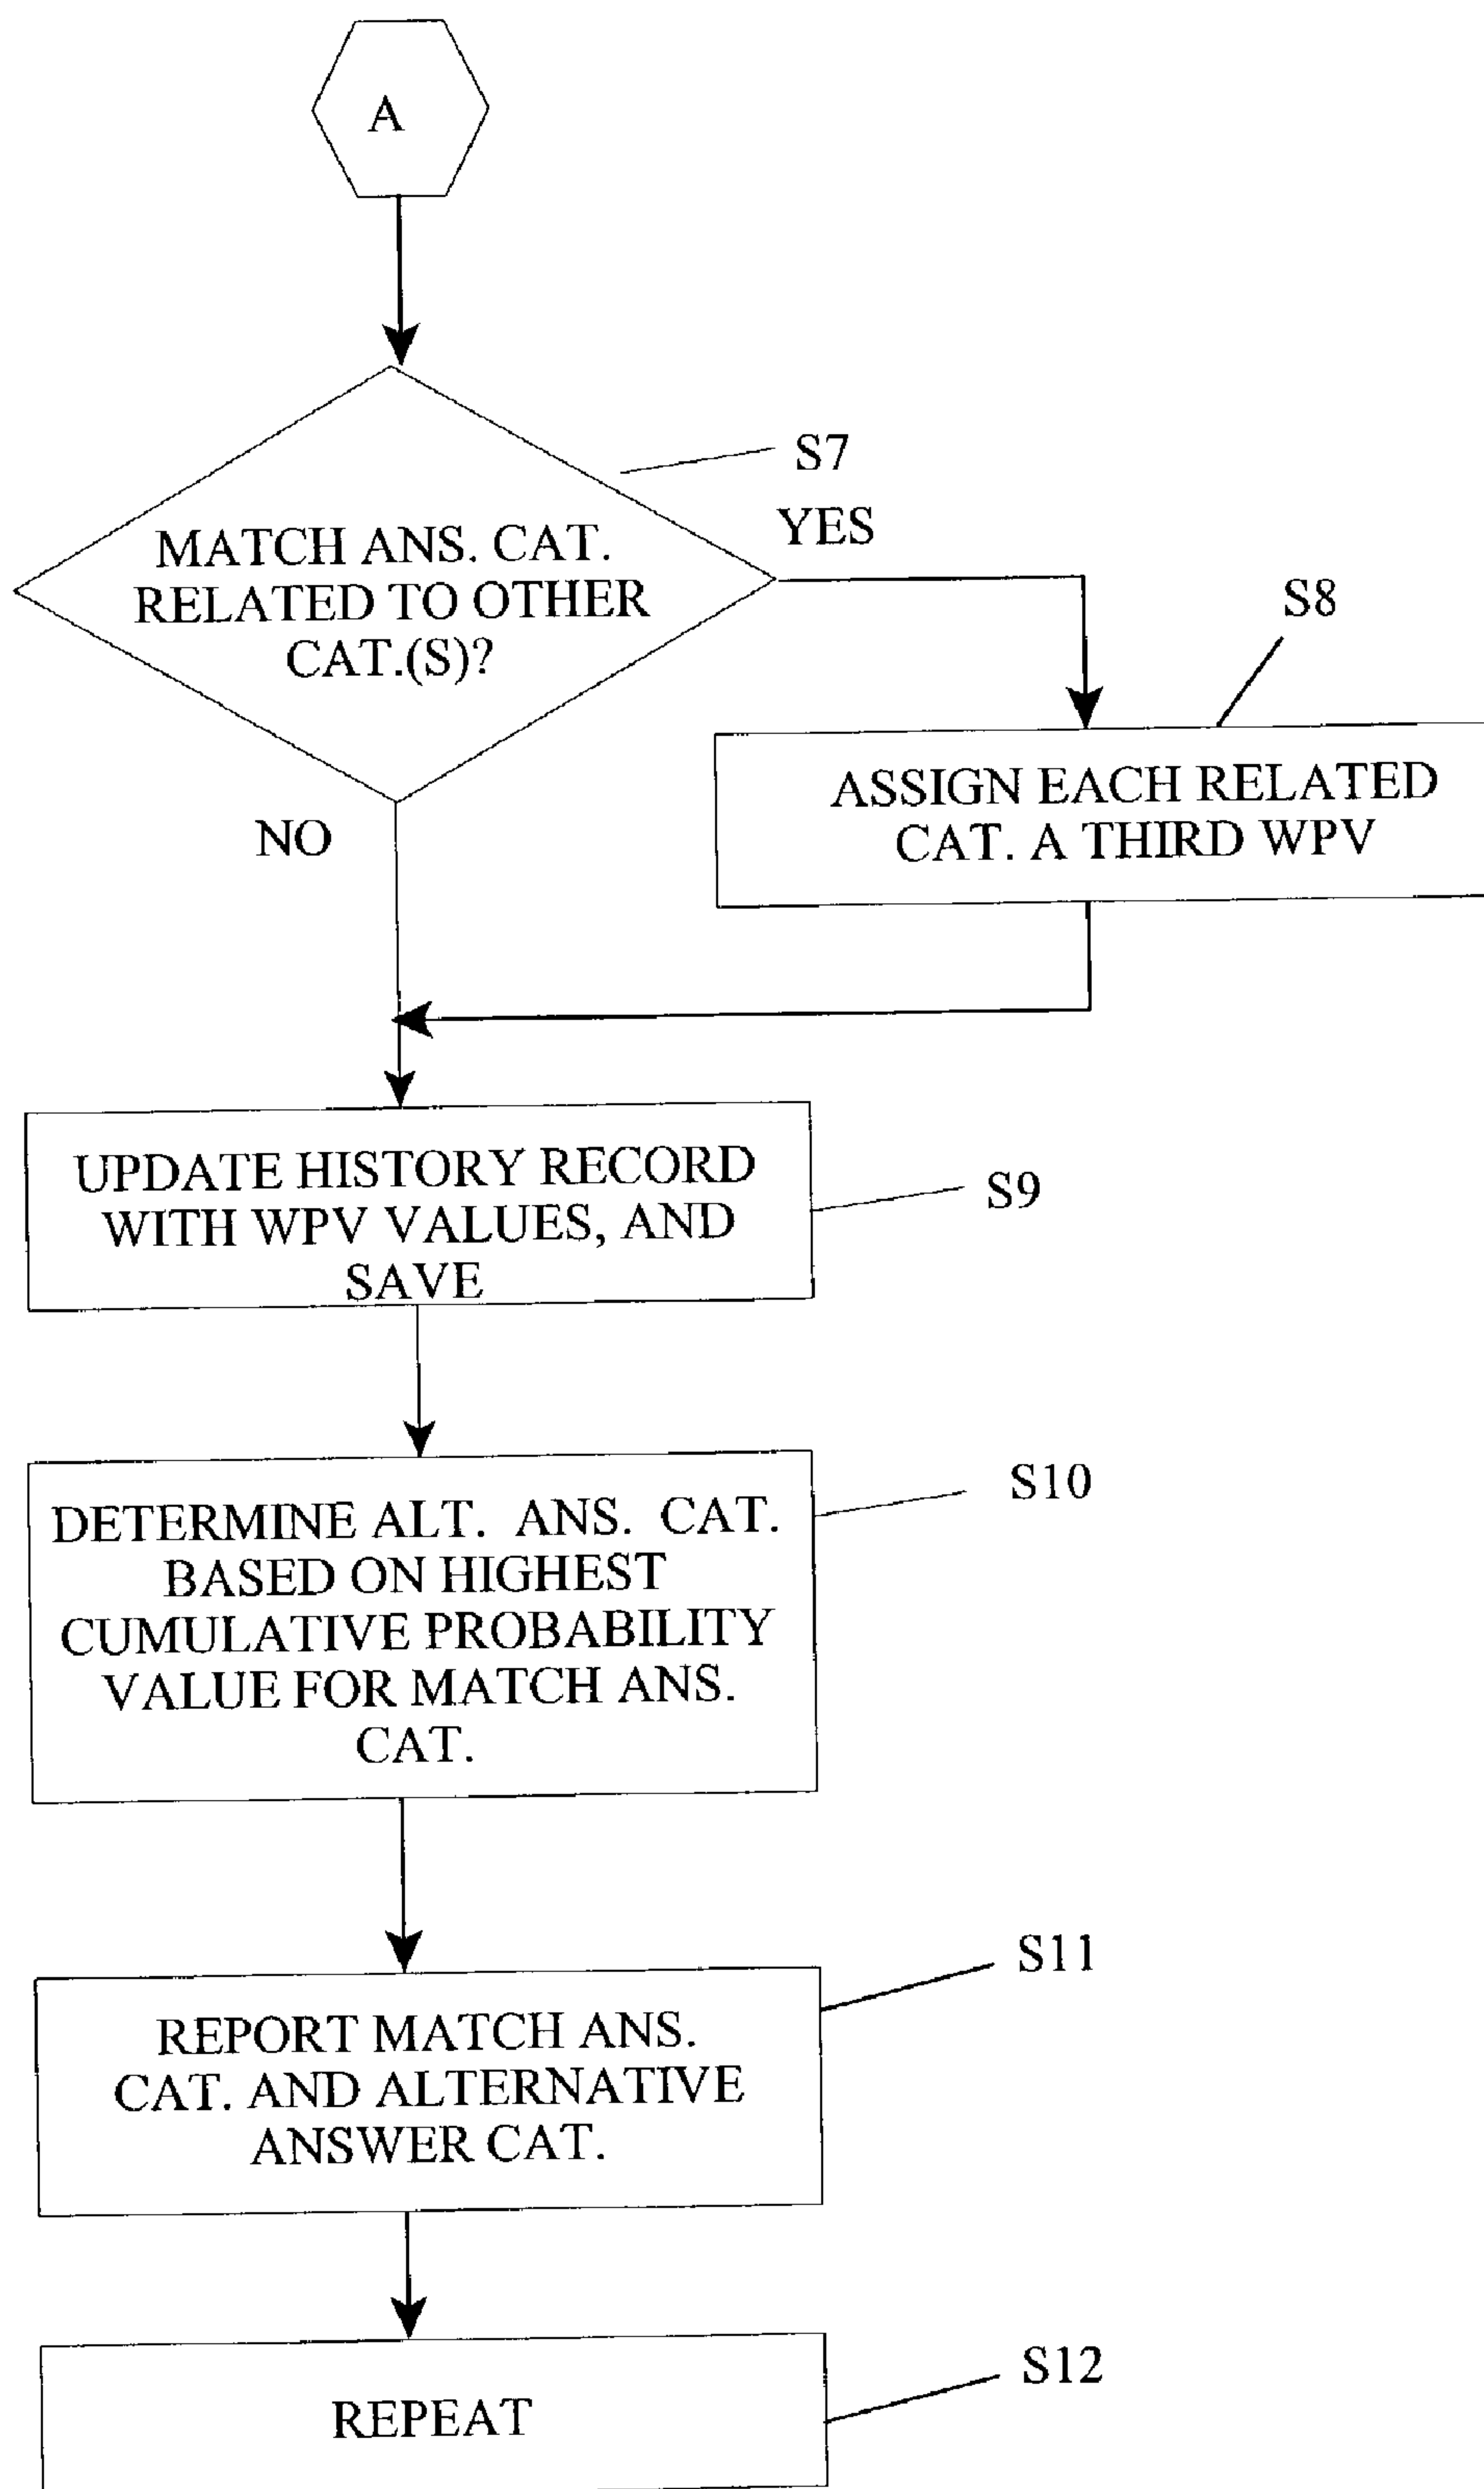 A
S7
MATCH ANS. CAT.
RELATED TO OTHER
CAT.(S)?
YES
S8
ASSIGN EACH RELATED
CAT. A THIRD WPV
NO
UPDATE HISTORY RECORD
WITH WPV VALUES, AND
SAVE
S9
DETERMINE ALT. ANS. CAT.
BASED ON HIGHEST
CUMULATIVE PROBABILITY
VALUE FOR MATCH ANS.
CAT.
S10
REPORT MATCH ANS.
CAT. AND ALTERNATIVE
ANSWER CAT.
S11
REPEAT
S12